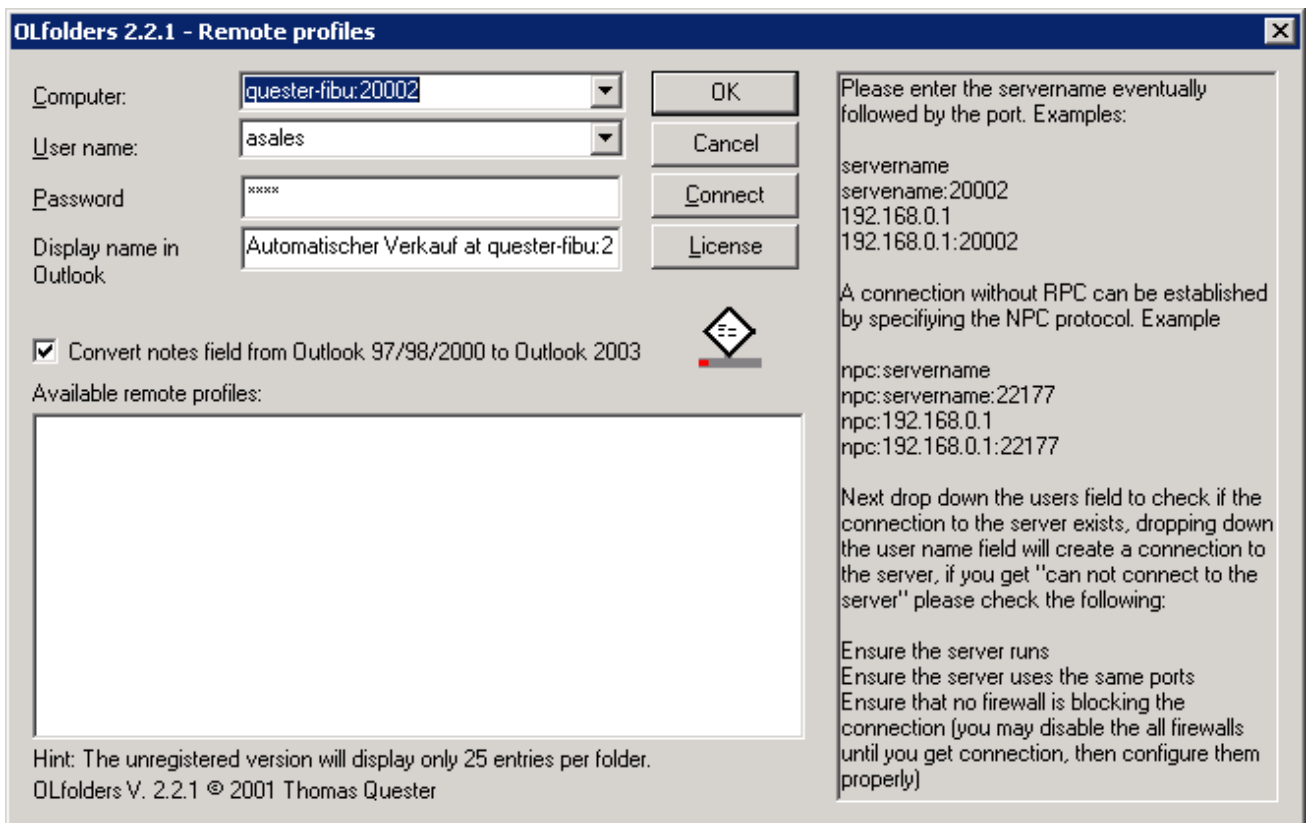 OLfolders 2.2.1 - Remote profiles
Computer:
quester-fibu:20002
OK
User name:
asales
Cancel
Password
****
Connect
Display name in
Outlook
Automatischer Verkauf at quester-fibu:2
License
Convert notes field from Outlook 97/98/2000 to Outlook 2003
Available remote profiles:
Hint: The unregistered version will display only 25 entries per folder.
OLfolders V. 2.2.1 © 2001 Thomas Quester
Please enter the servername eventually
followed by the port. Examples:
servername
servename:20002
192.168.0.1
192.168.0.1:20002
A connection without RPC can be established
by specifiying the NPC protocol. Example
npc:servername
npc:servername:22177
npc:192.168.0.1
npc:192.168.0.1:22177
Next drop down the users field to check if the
connection to the server exists, dropping down
the user name field will create a connection to
the server, if you get "can not connect to the
server" please check the following:
Ensure the server runs
Ensure the server uses the same ports
Ensure that no firewall is blocking the
connection (you may disable the all firewalls
until you get connection, then configure them
properly)